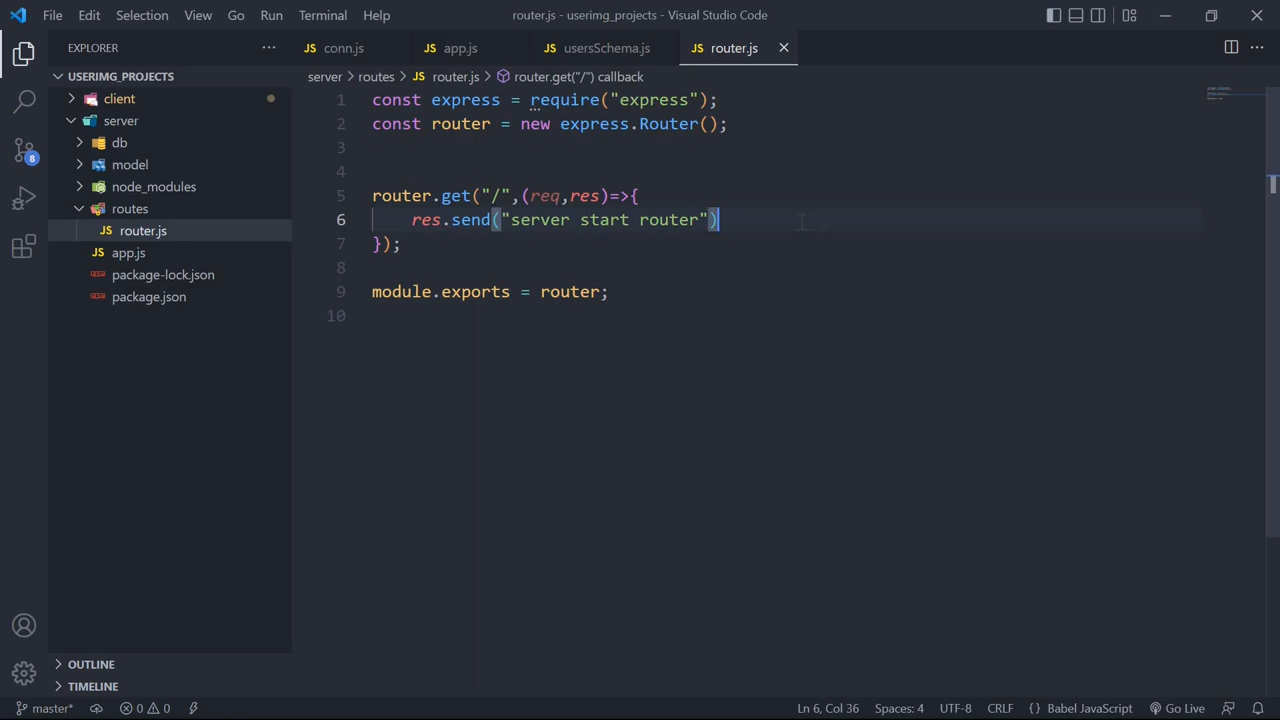 File Edit Selection View Go Run Terminal Help
router.js - userimg_projects - Visual Studio Code
EXPLORER
conn.js
app.js
usersSchema.js
router.js
USERIMG_PROJECTS
client
server
db
model
node_modules
routes
router.js
app.js
package-lock.json
package.json
OUTLINE
TIMELINE
8
server > routes > router.js > router.get("/") callback
1 const express = require("express");
2 const router = new express.Router();
3
4
5 router.get("/",(req,res)=>{
6 res.send("server start router")
7 });
8
9 module.exports = router;
10
master* 0 0 Ln 6, Col 36 Spaces: 4 UTF-8 CRLF {} Babel JavaScript Go Live